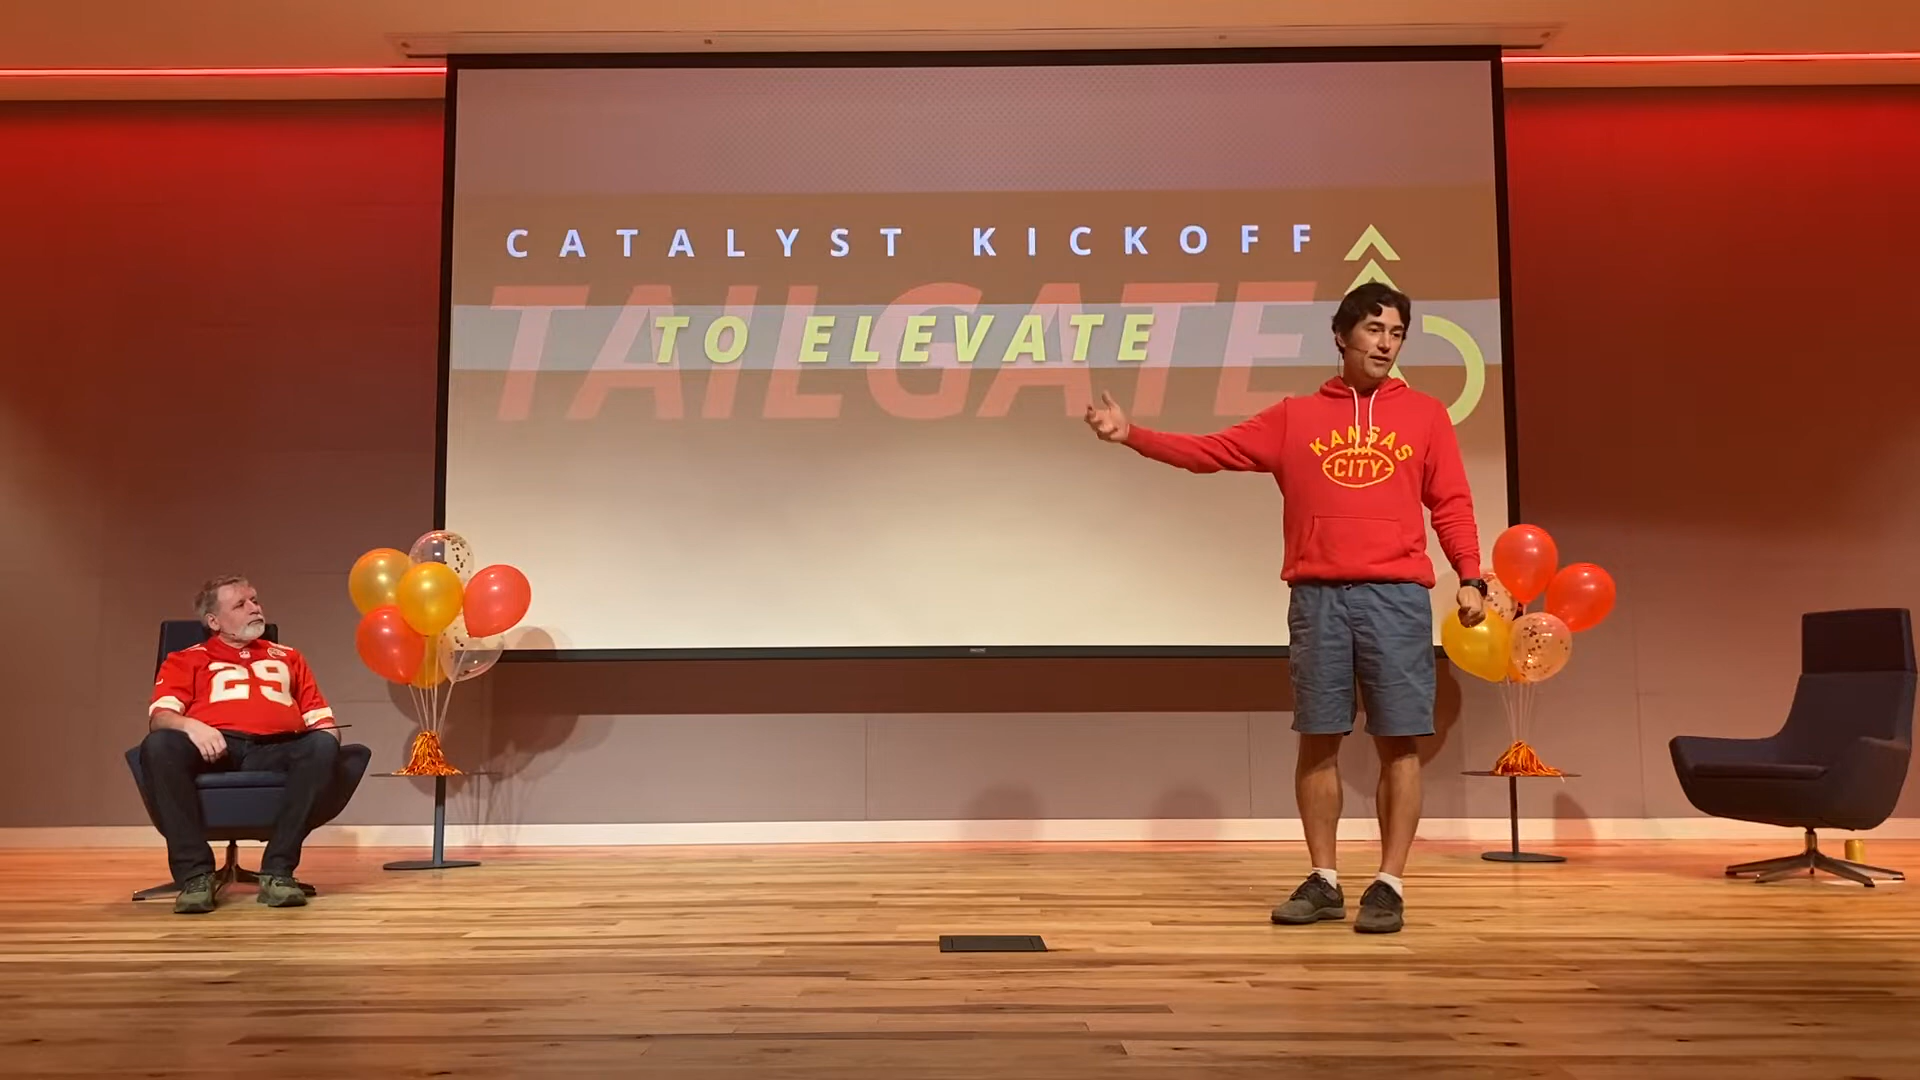 CATALYST KICKOFF
TAILGATE
TO ELEVATE
KANSAS
CITY
29